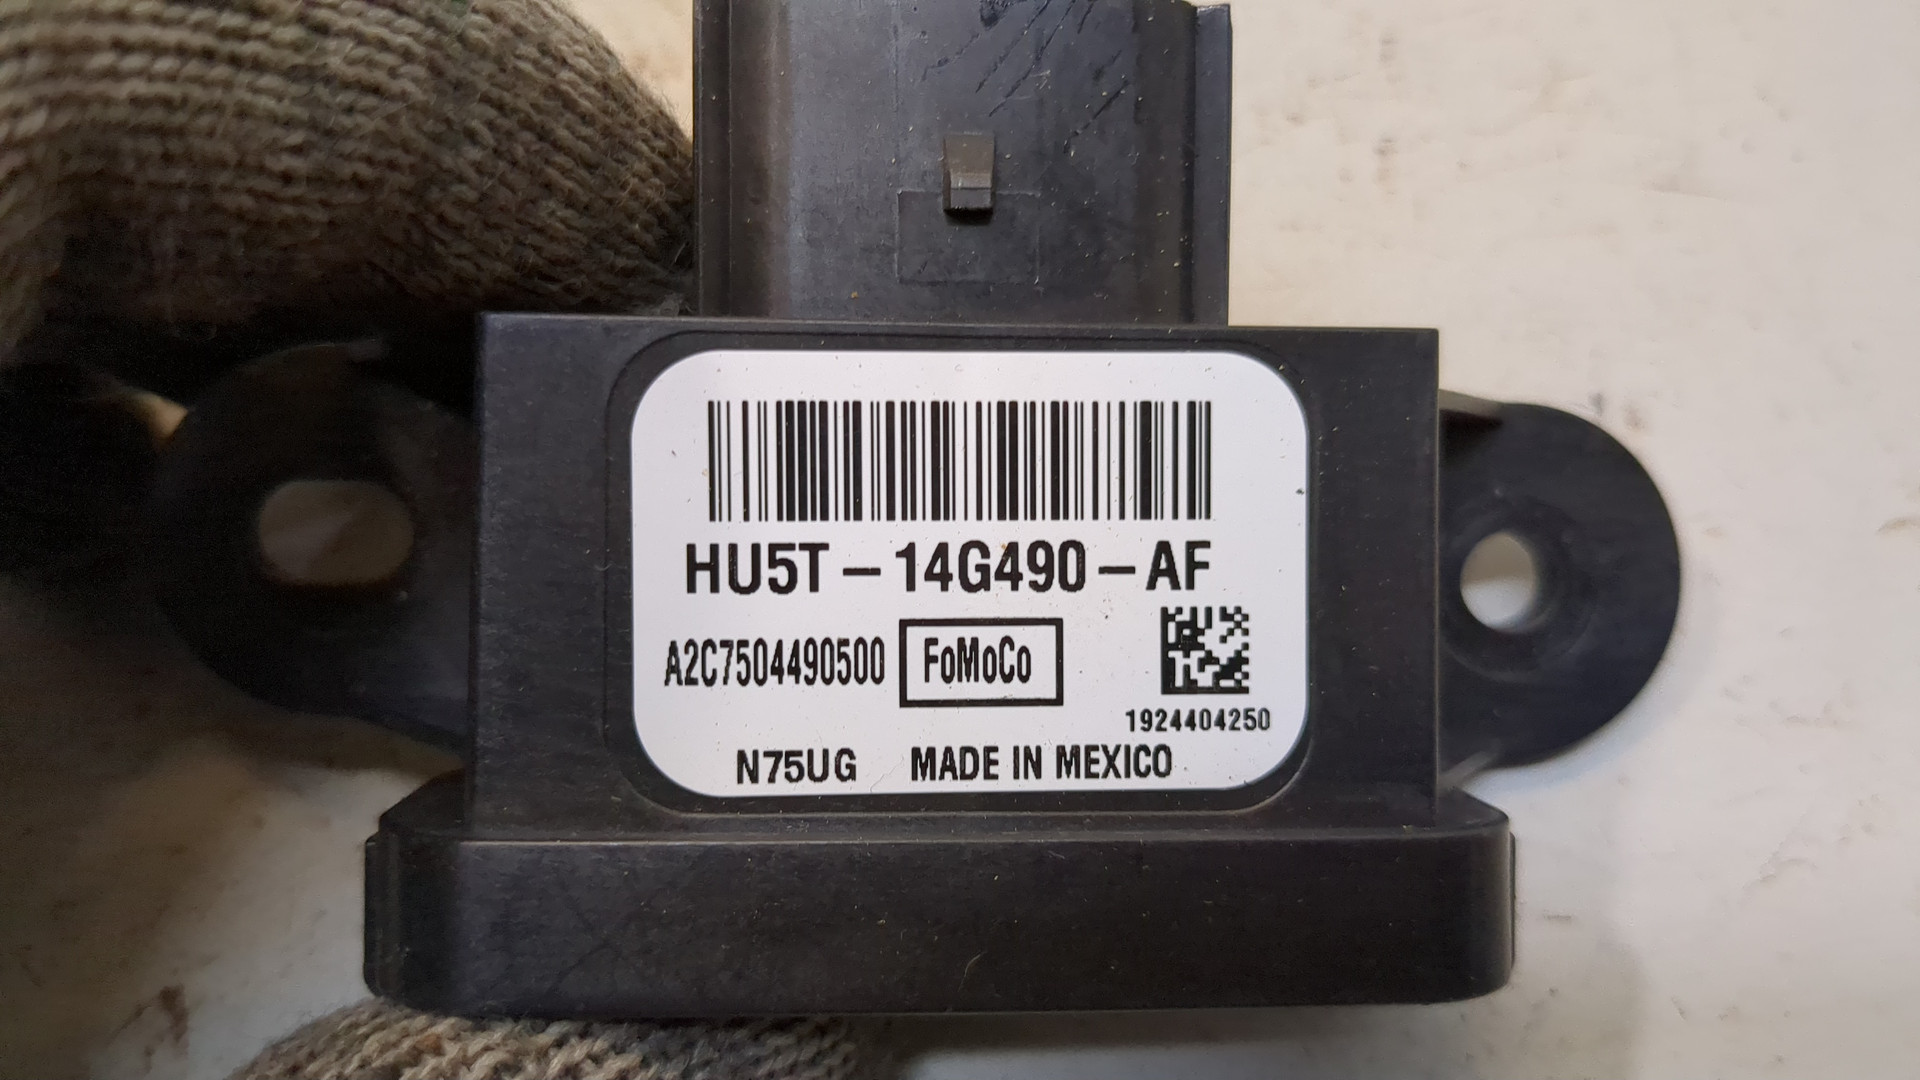 HU5T-14G490-AF
A2C7504490500 FoMoCo
1924404250
N75UG MADE IN MEXICO